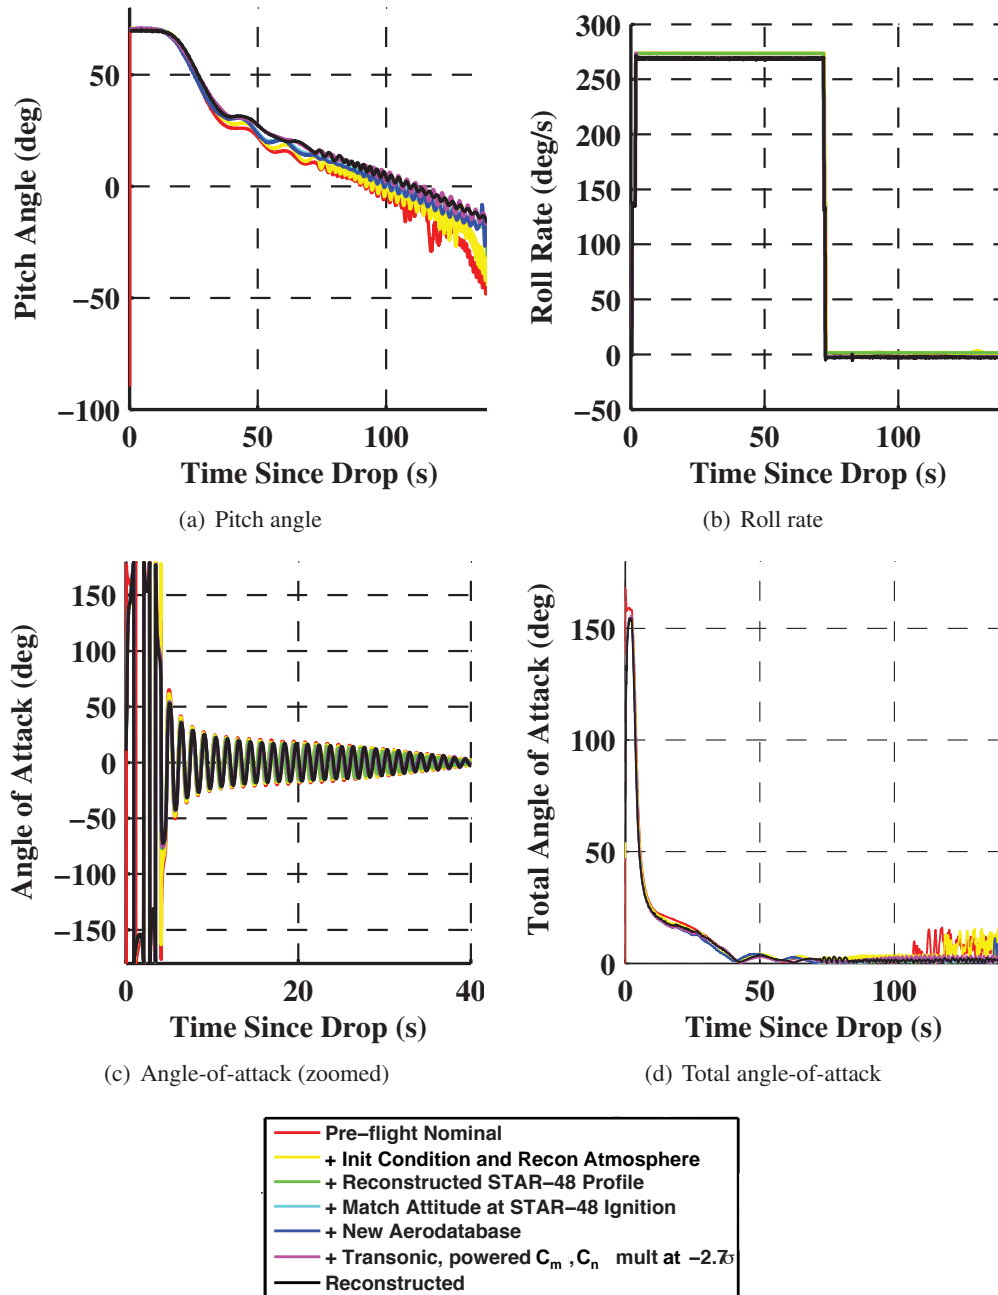 Pitch Angle (deg)
50
0
−50
−100
0
50
100
Time Since Drop (s)
(a) Pitch angle
Roll Rate (deg/s)
300
250
200
150
100
50
0
−50
0
50
100
Time Since Drop (s)
(b) Roll rate
Angle of Attack (deg)
150
100
50
0
−50
−100
−150
0
20
40
Time Since Drop (s)
(c) Angle-of-attack (zoomed)
Total Angle of Attack (deg)
150
100
50
0
0
50
100
Time Since Drop (s)
(d) Total angle-of-attack
Pre−flight Nominal
+ Init Condition and Recon Atmosphere
+ Reconstructed STAR−48 Profile
+ Match Attitude at STAR−48 Ignition
+ New Aerodatabase
+ Transonic, powered Cm , Cn mult at −2.7σ
Reconstructed